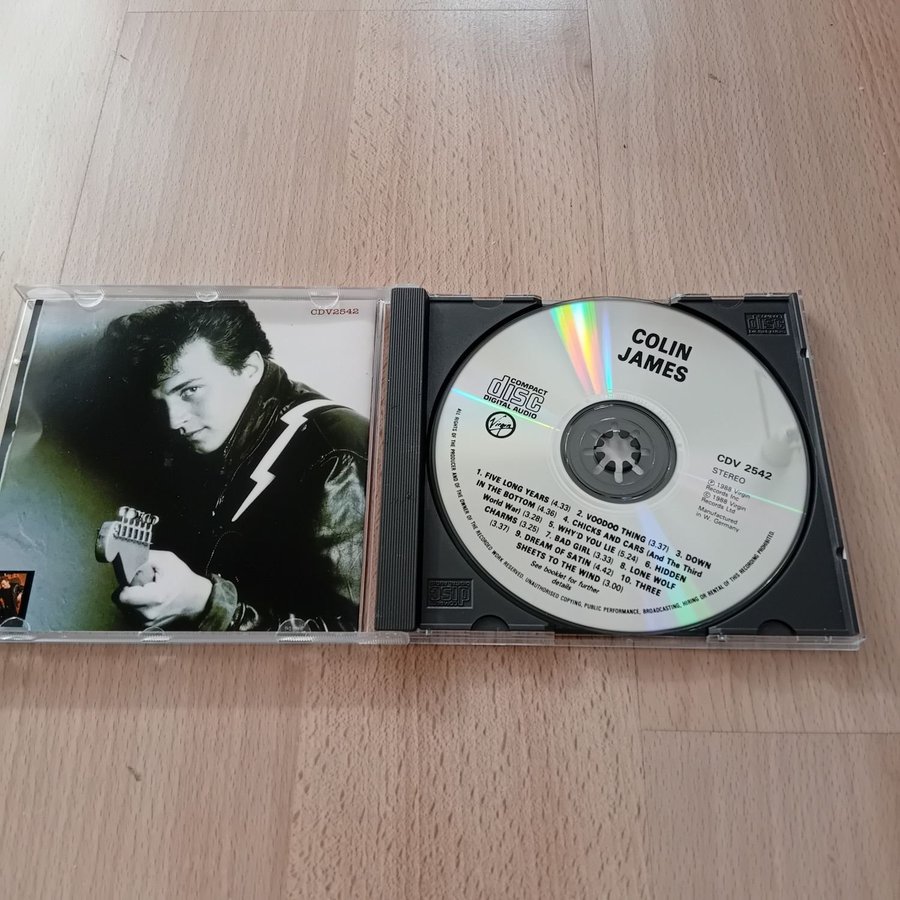 CDV2542
COLIN
JAMES
COMPACT
disc
DIGITAL AUDIO
Virgin
CDV 2542
STEREO
℗ 1988 Virgin
Records Inc
© 1988 Virgin
Records Ltd
Manufactured
in W. Germany
1. FIVE LONG YEARS (4.33) 2. VOODOO THING (3.37) 3. DOWN
IN THE BOTTOM (4.36) 4. CHICKS AND CARS (And The Third
World War) (3.28) 5. WHY'D YOU LIE (5.24) 6. HIDDEN
CHARMS (3.25) 7. BAD GIRL (3.33) 8. LONE WOLF
(3.37) 9. DREAM OF SATIN (4.42) 10. THREE
SHEETS TO THE WIND (3.00)
See booklet for further
details
ALL RIGHTS OF THE PRODUCER AND OF THE OWNER OF THE RECORDED WORK RESERVED. UNAUTHORISED COPYING, PUBLIC PERFORMANCE, BROADCASTING, HIRING OR RENTAL OF THIS RECORDING PROHIBITED.
disc
disc